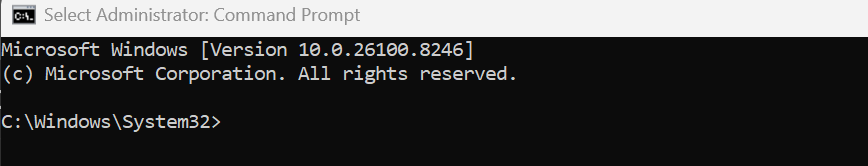 Select Administrator: Command Prompt
Microsoft Windows [Version 10.0.26100.8246]
(c) Microsoft Corporation. All rights reserved.
C:\Windows\System32>